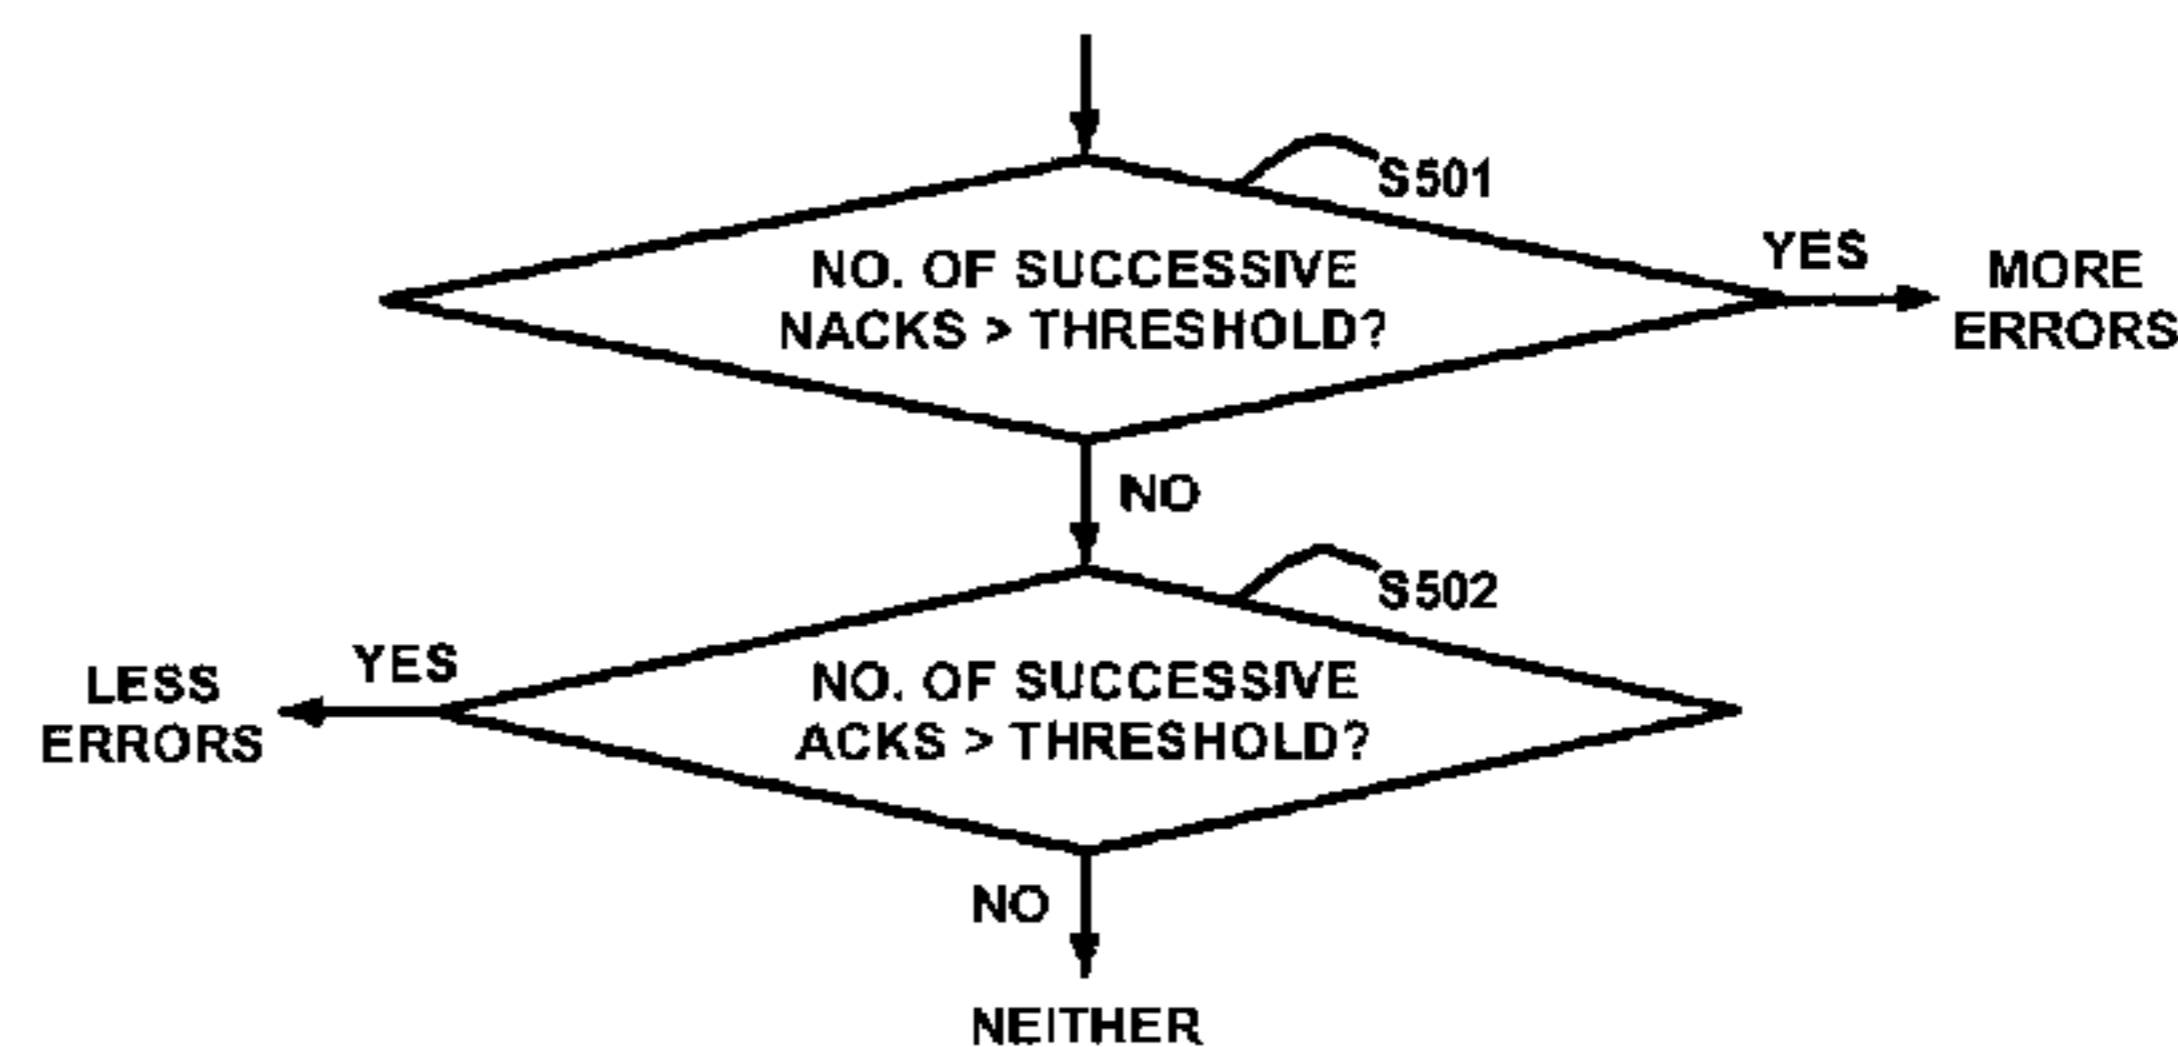 S501
NO. OF SUCCESSIVE
NACKS > THRESHOLD?
YES
MORE
ERRORS
NO
S502
NO. OF SUCCESSIVE
ACKS > THRESHOLD?
YES
LESS
ERRORS
NO
NEITHER